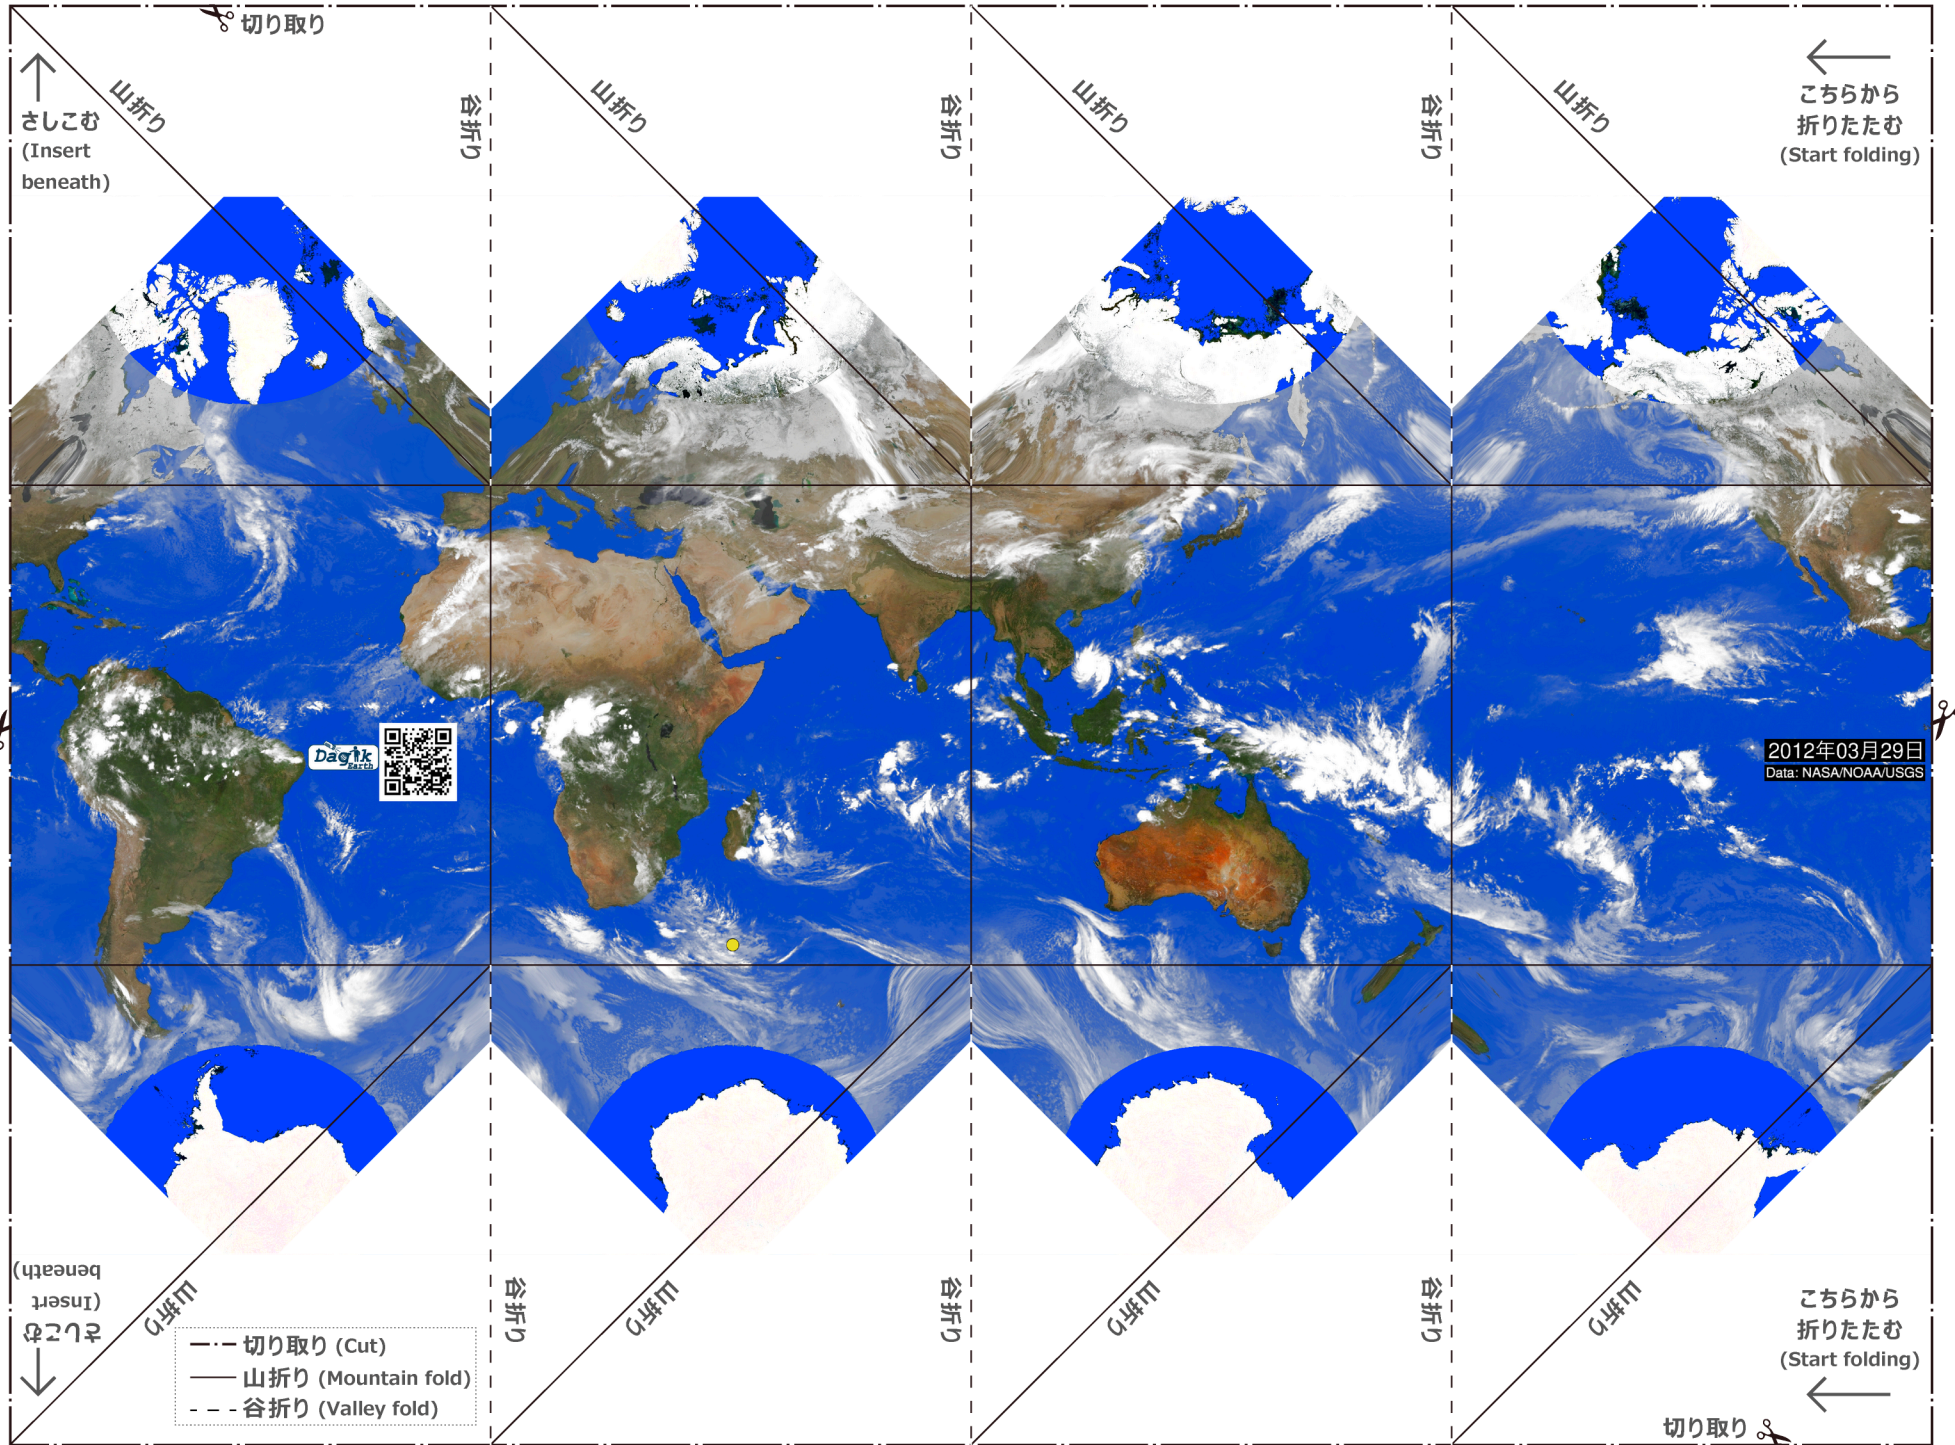 切り取り
さしこむ
(Insert
beneath)
山折り
谷折り
山折り
谷折り
山折り
谷折り
山折り
こちらから
折りたたむ
(Start folding)
Dagik
Earth
2012年03月29日
Data: NASA/NOAA/USGS
さしこむ
(Insert
beneath)
山折り
谷折り
山折り
谷折り
山折り
谷折り
山折り
こちらから
折りたたむ
(Start folding)
切り取り (Cut)
山折り (Mountain fold)
谷折り (Valley fold)
切り取り